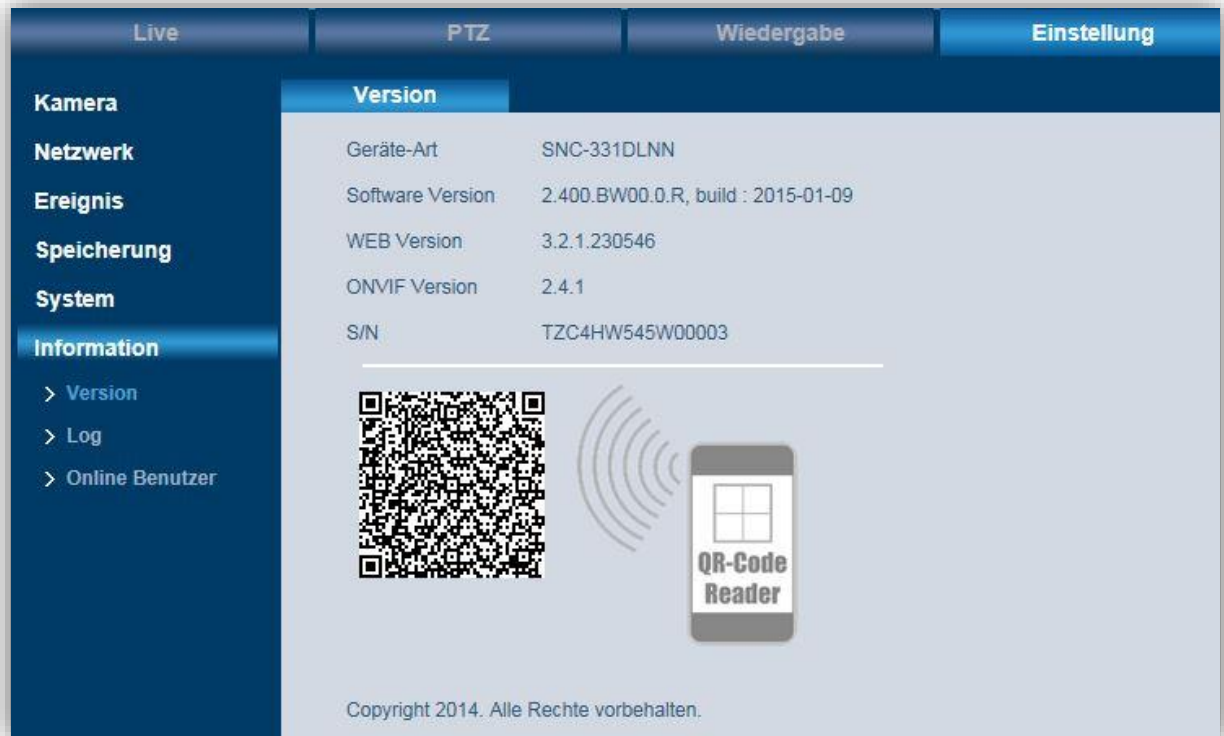 Live PTZ Wiedergabe Einstellung
Kamera
Netzwerk
Ereignis
Speicherung
System
Information
Version
Log
Online Benutzer
Version
Geräte-Art SNC-331DLNN
Software Version 2.400.BW00.0.R, build : 2015-01-09
WEB Version 3.2.1.230546
ONVIF Version 2.4.1
S/N TZC4HW545W00003
QR-Code
Reader
Copyright 2014. Alle Rechte vorbehalten.